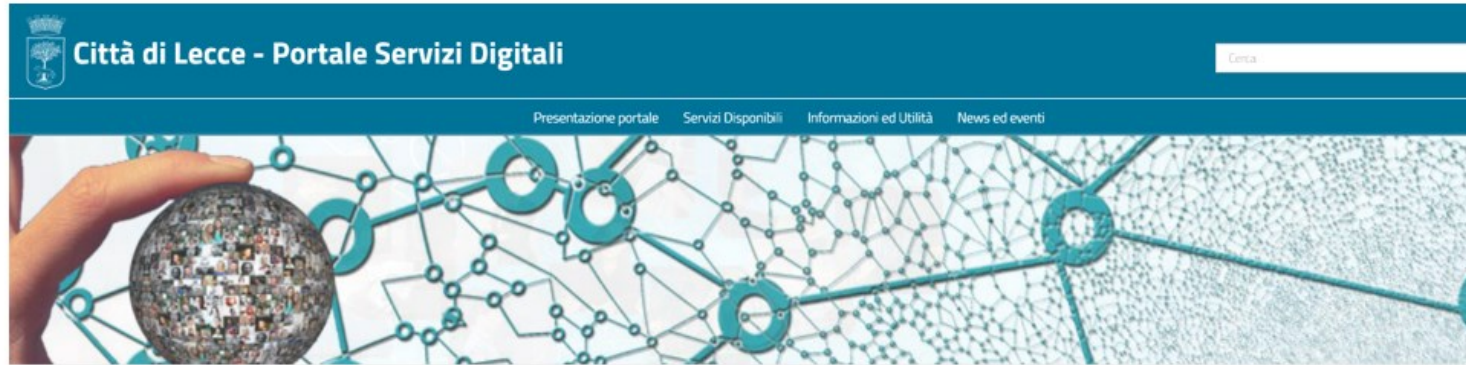 Città di Lecce - Portale Servizi Digitali
Cerca
Presentazione portale Servizi Disponibili Informazioni ed Utilità News ed eventi